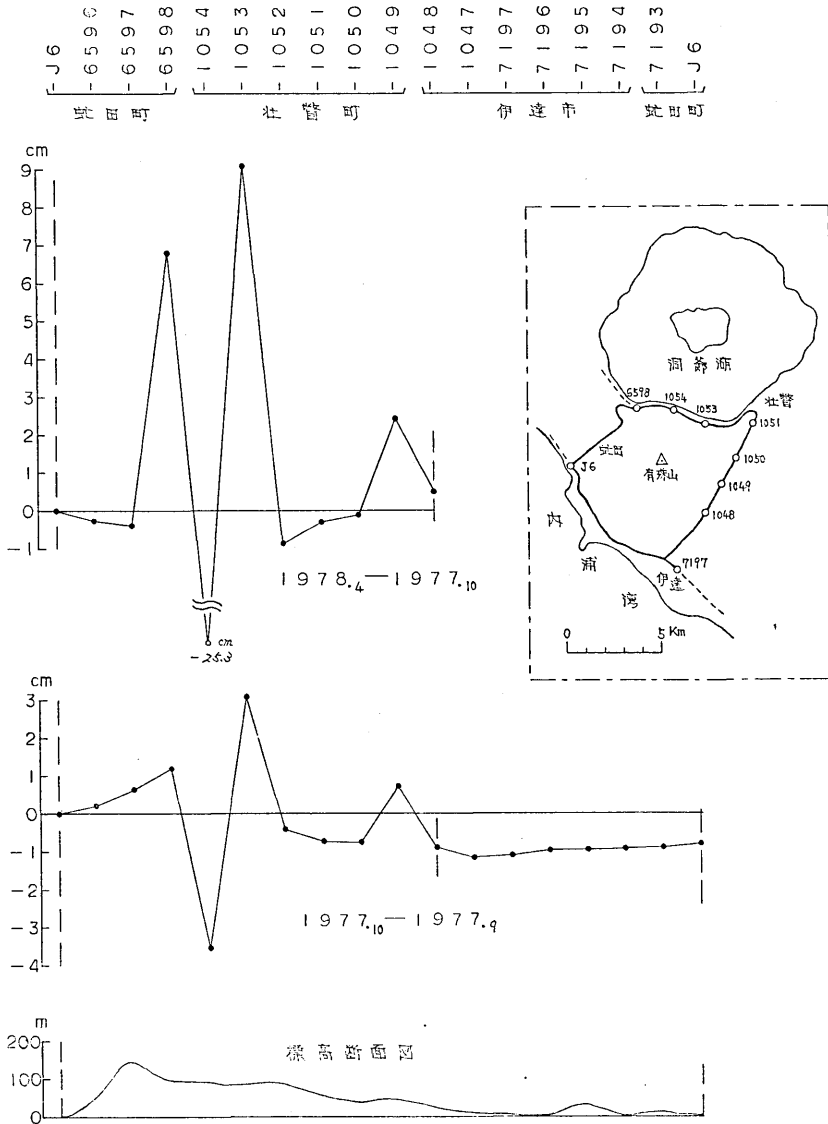 J6
6596
6597
6598
1054
1053
1052
1051
1050
1049
1048
1047
7197
7196
7195
7194
7193
J6
虻田町
壮瞥町
伊達市
虻田町
cm
9
8
7
6
5
4
3
2
1
0
-1
1978.4—1977.10
cm
-25.3
洞爺湖
6598
1054
1053
壮瞥
1051
虻田
J6
有珠山
1050
1049
1048
内浦湾
7197
伊達
0
5 Km
cm
3
2
1
0
-1
-2
-3
-4
1977.10—1977.9
m
200
100
0
標高断面図